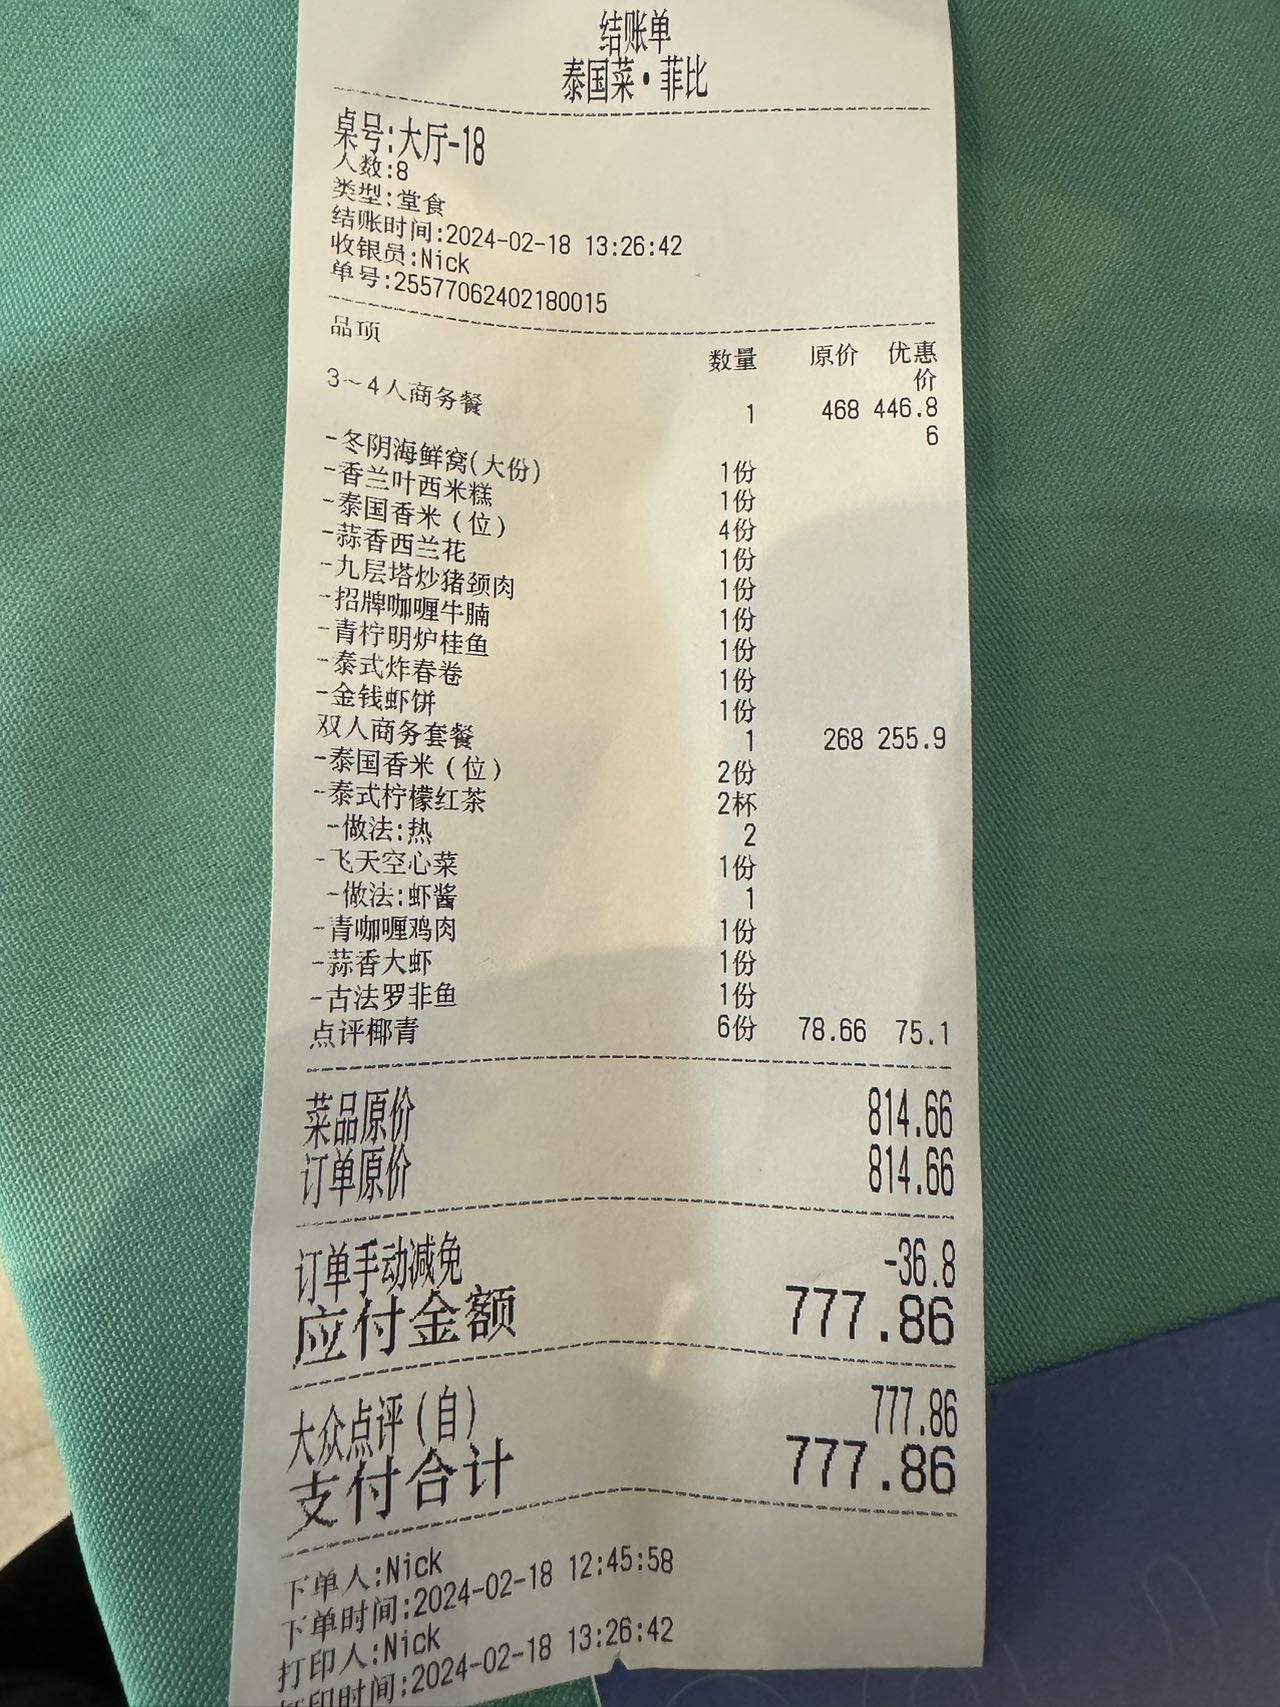 结账单
泰国菜•菲比
桌号:大厅-18
人数:8
类型:堂食
结账时间:2024-02-18 13:26:42
收银员:Nick
单号:25577062402180015
品项 数量 原价 优惠价
3~4人商务餐 1 468 446.86
-冬阴海鲜窝(大份) 1份
-香兰叶西米糕 1份
-泰国香米(位) 4份
-蒜香西兰花 1份
-九层塔炒猪颈肉 1份
-招牌咖喱牛腩 1份
-青柠明炉桂鱼 1份
-泰式炸春卷 1份
-金钱虾饼 1份
双人商务套餐 1 268 255.9
-泰国香米(位) 2份
-泰式柠檬红茶 2杯
-做法:热 2
-飞天空心菜 1份
-做法:虾酱 1
-青咖喱鸡肉 1份
-蒜香大虾 1份
-古法罗非鱼 1份
点评椰青 6份 78.66 75.1
菜品原价 814.66
订单原价 814.66
订单手动减免 -36.8
应付金额 777.86
大众点评(自) 777.86
支付合计 777.86
下单人:Nick
下单时间:2024-02-18 12:45:58
打印人:Nick
打印时间:2024-02-18 13:26:42